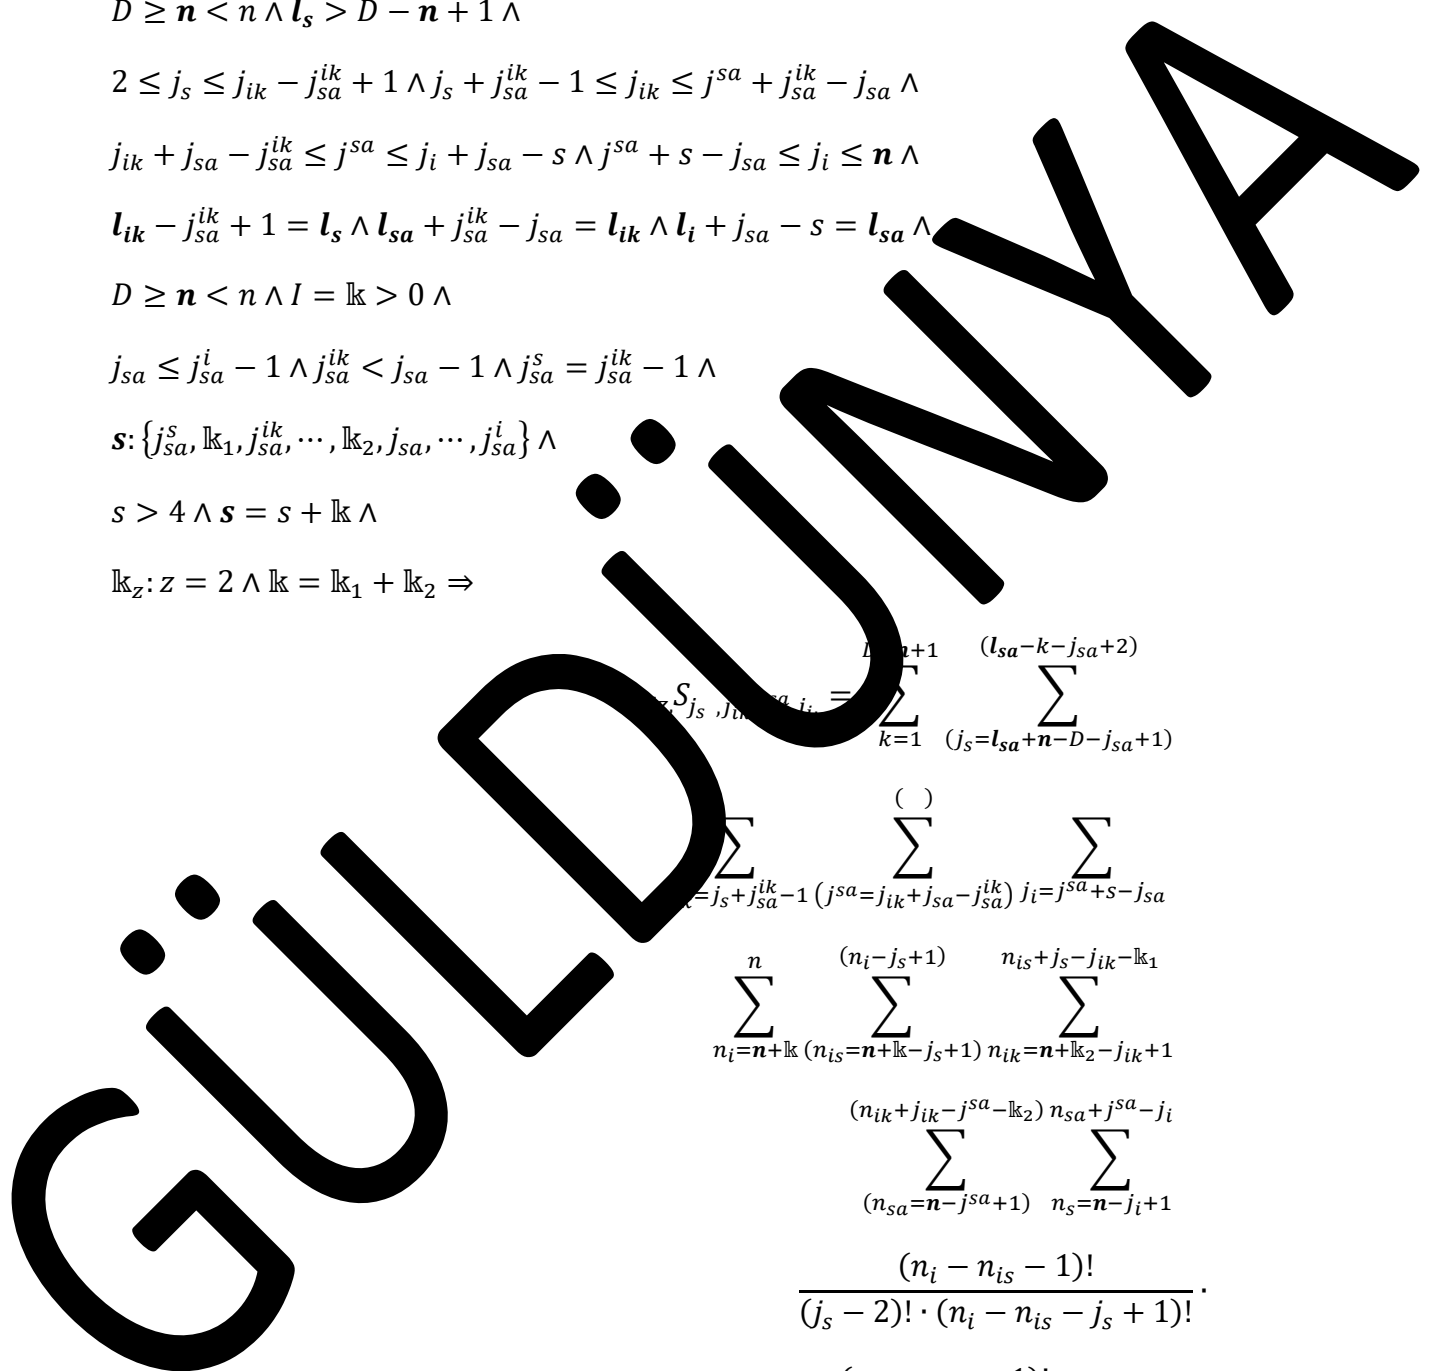 D ≥ n < n ∧ l_s > D − n + 1 ∧
2 ≤ j_s ≤ j_ik − j_sa^ik + 1 ∧ j_s + j_sa^ik − 1 ≤ j_ik ≤ j^sa + j_sa^ik − j_sa ∧
j_ik + j_sa − j_sa^ik ≤ j^sa ≤ j_i + j_sa − s ∧ j^sa + s − j_sa ≤ j_i ≤ n ∧
l_ik − j_sa^ik + 1 = l_s ∧ l_sa + j_sa^ik − j_sa = l_ik ∧ l_i + j_sa − s = l_sa ∧
D ≥ n < n ∧ I = 𝕜 > 0 ∧
j_sa ≤ j_sa^i − 1 ∧ j_sa^ik < j_sa − 1 ∧ j_sa^s = j_sa^ik − 1 ∧
s: {j_sa^s, 𝕜_1, j_sa^ik, ⋯, 𝕜_2, j_sa, ⋯, j_sa^i} ∧
s > 4 ∧ s = s + 𝕜 ∧
𝕜_z: z = 2 ∧ 𝕜 = 𝕜_1 + 𝕜_2 ⇒
S_j_s = ∑_{k=1} ∑_{(j_s=l_sa+n−D−j_sa+1)}^{(l_sa−k−j_sa+2)}
∑_{=j_s+j_sa^ik−1} ∑_{(j^sa=j_ik+j_sa−j_sa^ik)}^{( )} ∑_{j_i=j^sa+s−j_sa}
∑_{n_i=n+𝕜}^{n} ∑_{(n_is=n+𝕜−j_s+1)}^{(n_i−j_s+1)} ∑_{n_ik=n+𝕜_2−j_ik+1}^{n_is+j_s−j_ik−𝕜_1}
∑_{(n_sa=n−j^sa+1)}^{(n_ik+j_ik−j^sa−𝕜_2)} ∑_{n_s=n−j_i+1}^{n_sa+j^sa−j_i}
(n_i − n_is − 1)!
(j_s − 2)! ⋅ (n_i − n_is − j_s + 1)! ⋅
GÜLDÜNYA